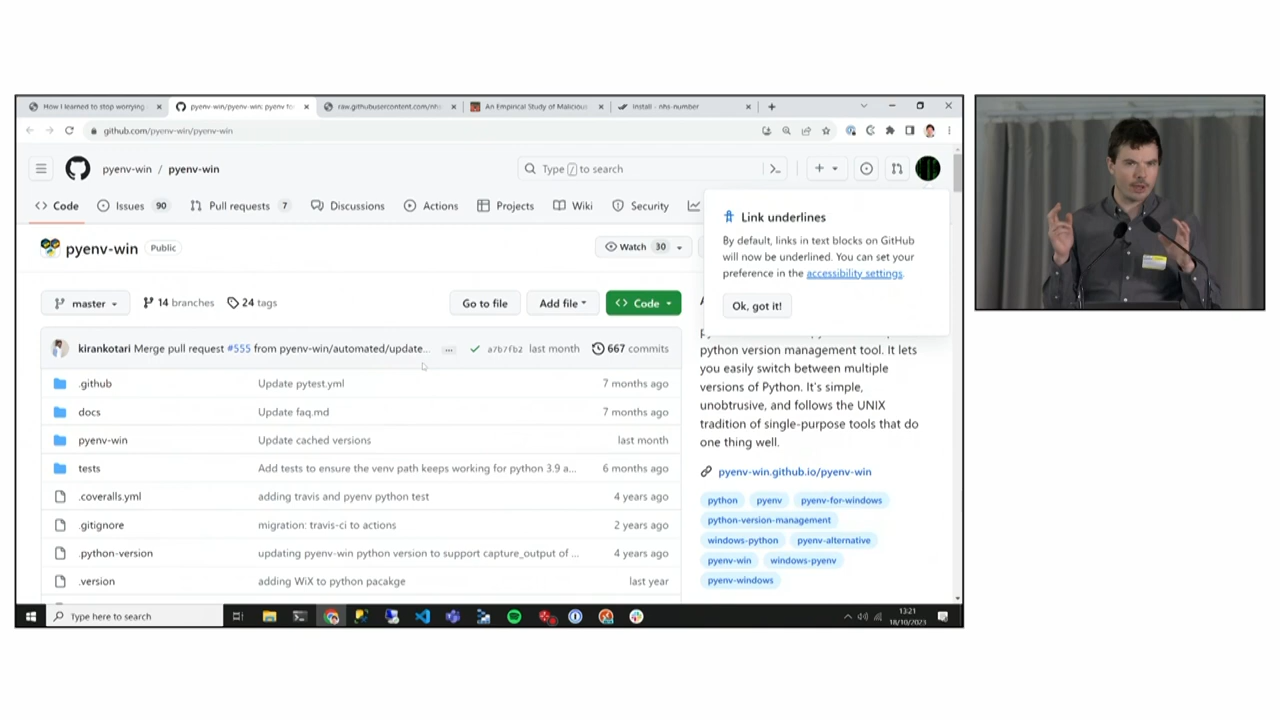 How I learned to stop worrying
pyenv-win/pyenv-win: pyenv fo
raw.githubusercontent.com/nhs
An Empirical Study of Malicious
Install - nhs-number
github.com/pyenv-win/pyenv-win
pyenv-win / pyenv-win
Type / to search
Code
Issues 90
Pull requests 7
Discussions
Actions
Projects
Wiki
Security
pyenv-win Public
Watch 30
Link underlines
By default, links in text blocks on GitHub
will now be underlined. You can set your
preference in the accessibility settings.
Ok, got it!
master
14 branches
24 tags
Go to file
Add file
Code
kirankotari Merge pull request #555 from pyenv-win/automated/update…
a7b7fb2 last month
667 commits
.github Update pytest.yml 7 months ago
docs Update faq.md 7 months ago
pyenv-win Update cached versions last month
tests Add tests to ensure the venv path keeps working for python 3.9 a... 6 months ago
.coveralls.yml adding travis and pyenv python test 4 years ago
.gitignore migration: travis-ci to actions 2 years ago
.python-version updating pyenv-win python version to support capture_output of ... 4 years ago
.version adding WiX to python pacakge last year
python version management tool. It lets
you easily switch between multiple
versions of Python. It's simple,
unobtrusive, and follows the UNIX
tradition of single-purpose tools that do
one thing well.
pyenv-win.github.io/pyenv-win
python pyenv pyenv-for-windows
python-version-management
windows-python pyenv-alternative
pyenv-win windows-pyenv
pyenv-windows
Type here to search
13:21
18/10/2023